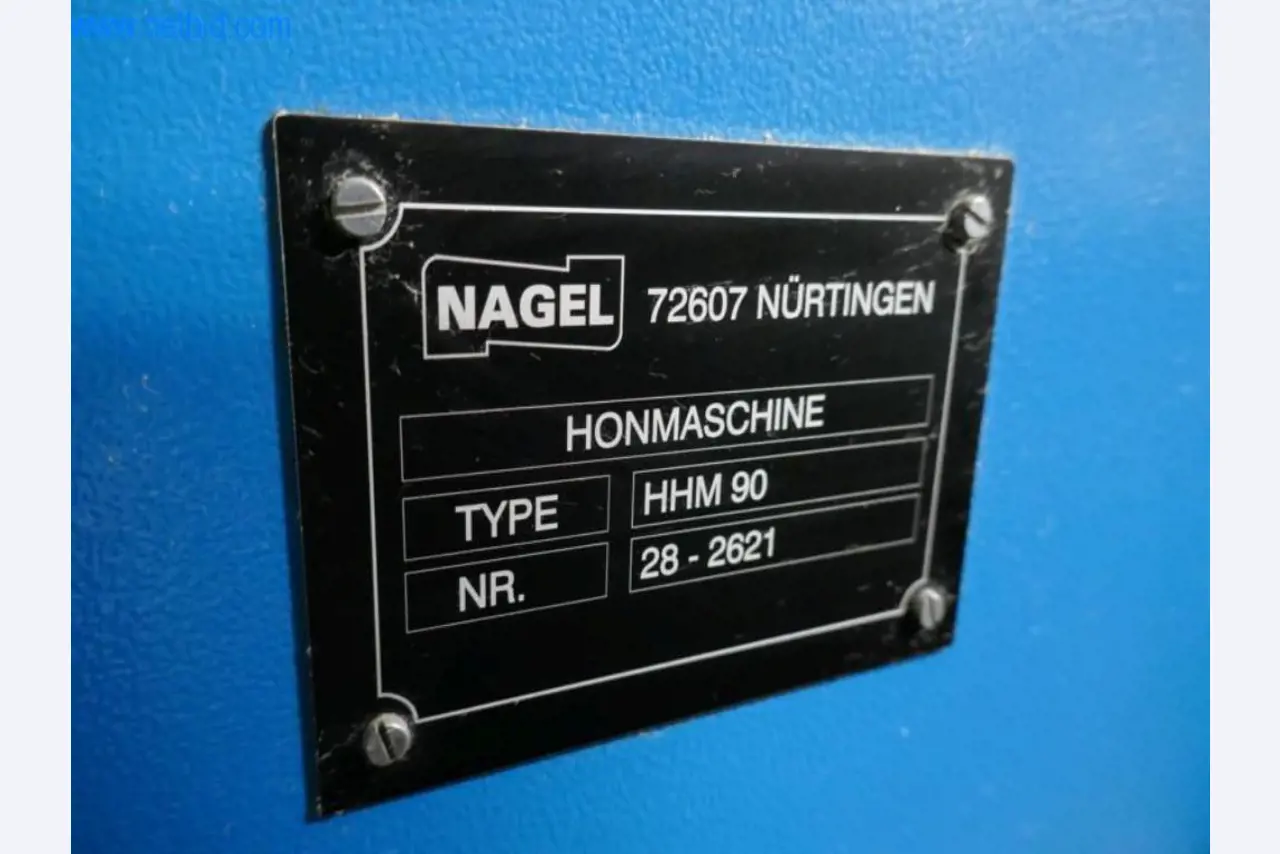 NAGEL 72607 NÜRTINGEN
HONMASCHINE
TYPE HHM 90
NR. 28 - 2621